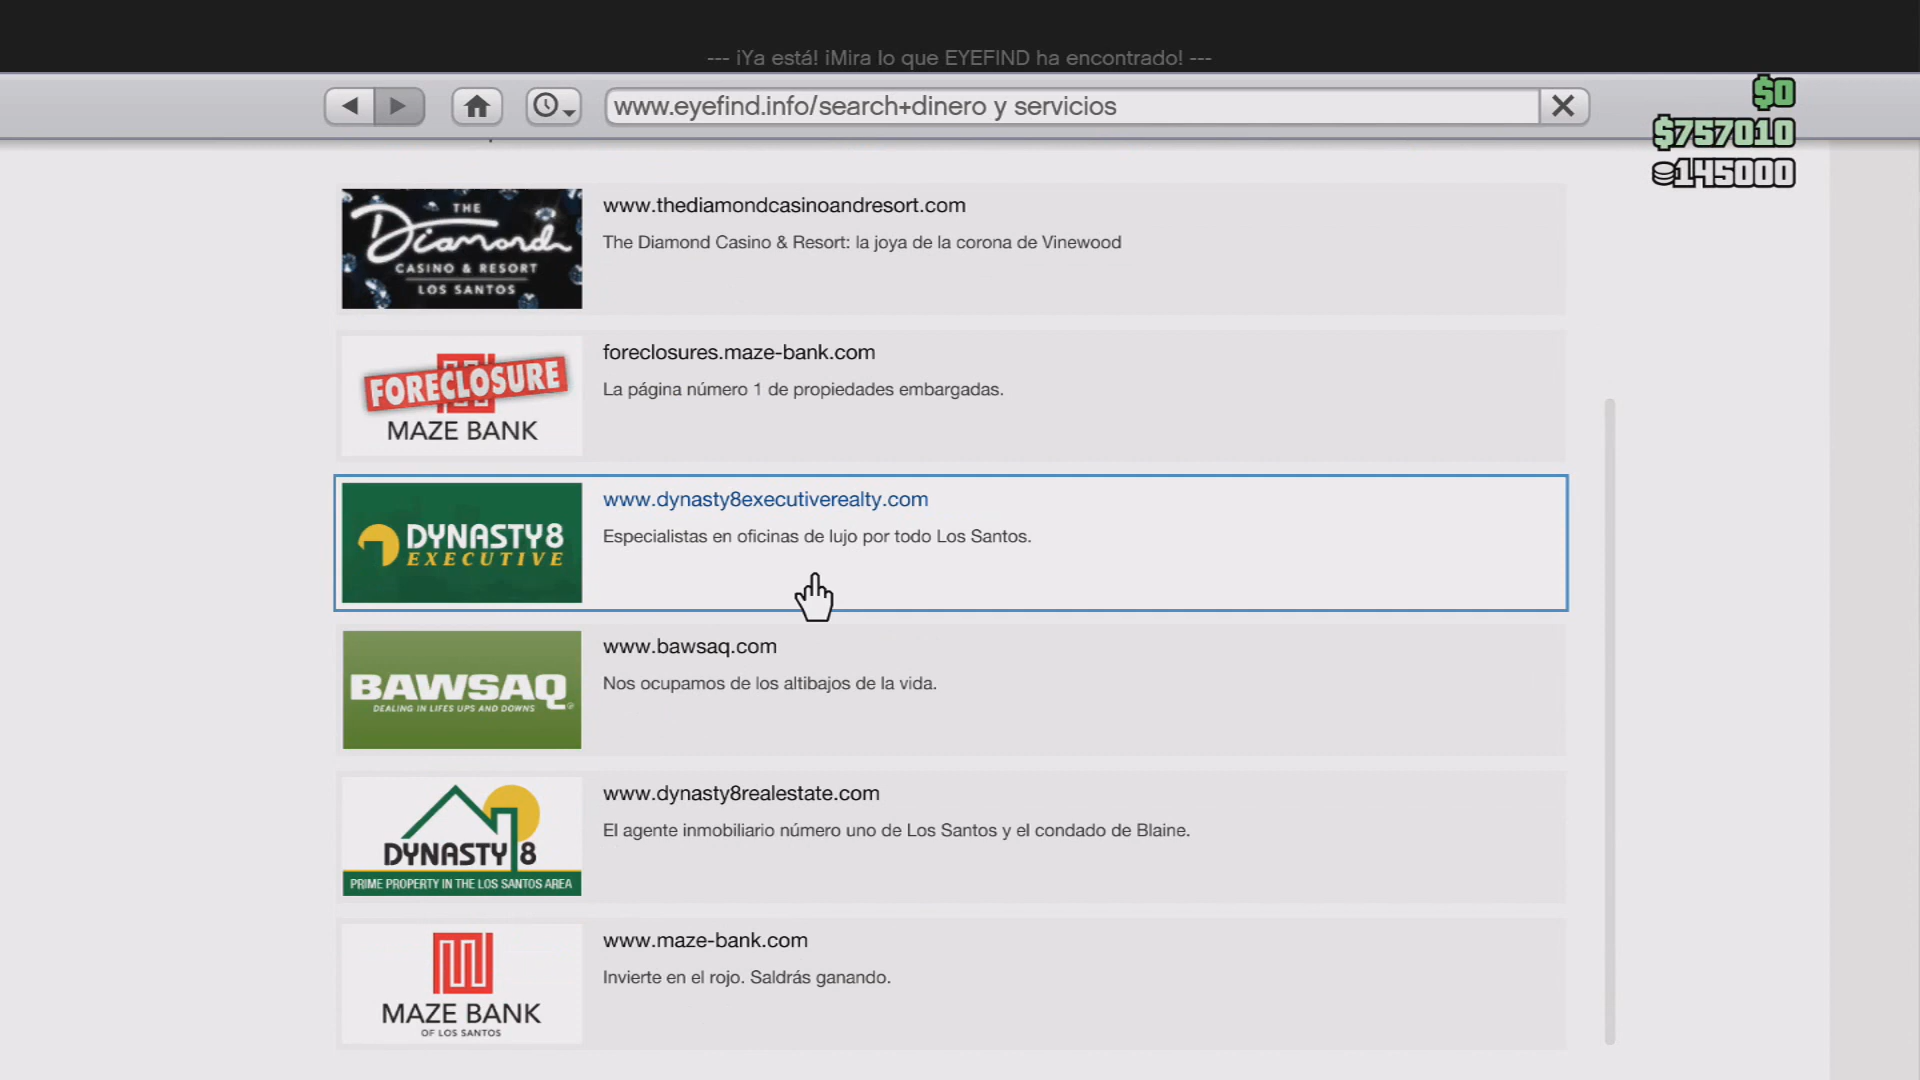 --- ¡Ya está! ¡Mira lo que EYEFIND ha encontrado! ---
www.eyefind.info/search+dinero y servicios
$0
$757010
145000
THE
Diamond
CASINO & RESORT
LOS SANTOS
www.thediamondcasinoandresort.com
The Diamond Casino & Resort: la joya de la corona de Vinewood
FORECLOSURE
MAZE BANK
foreclosures.maze-bank.com
La página número 1 de propiedades embargadas.
DYNASTY8
EXECUTIVE
www.dynasty8executiverealty.com
Especialistas en oficinas de lujo por todo Los Santos.
BAWSAQ
DEALING IN LIFES UPS AND DOWNS
www.bawsaq.com
Nos ocupamos de los altibajos de la vida.
DYNASTY 8
PRIME PROPERTY IN THE LOS SANTOS AREA
www.dynasty8realestate.com
El agente inmobiliario número uno de Los Santos y el condado de Blaine.
MAZE BANK
OF LOS SANTOS
www.maze-bank.com
Invierte en el rojo. Saldrás ganando.